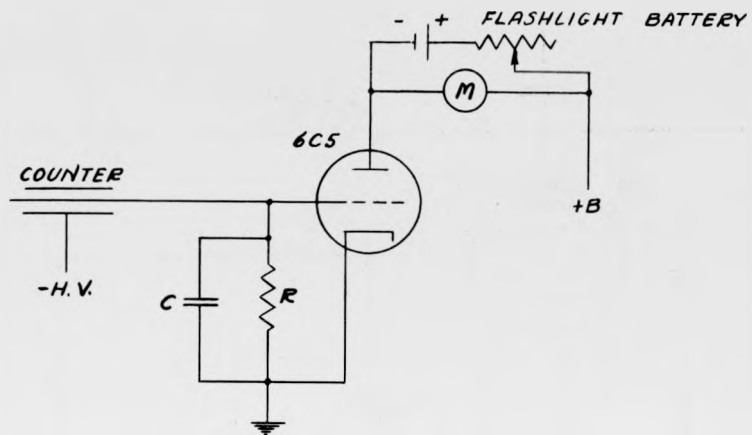 - + FLASHLIGHT BATTERY
M
6C5
COUNTER
+B
-H.V.
C R